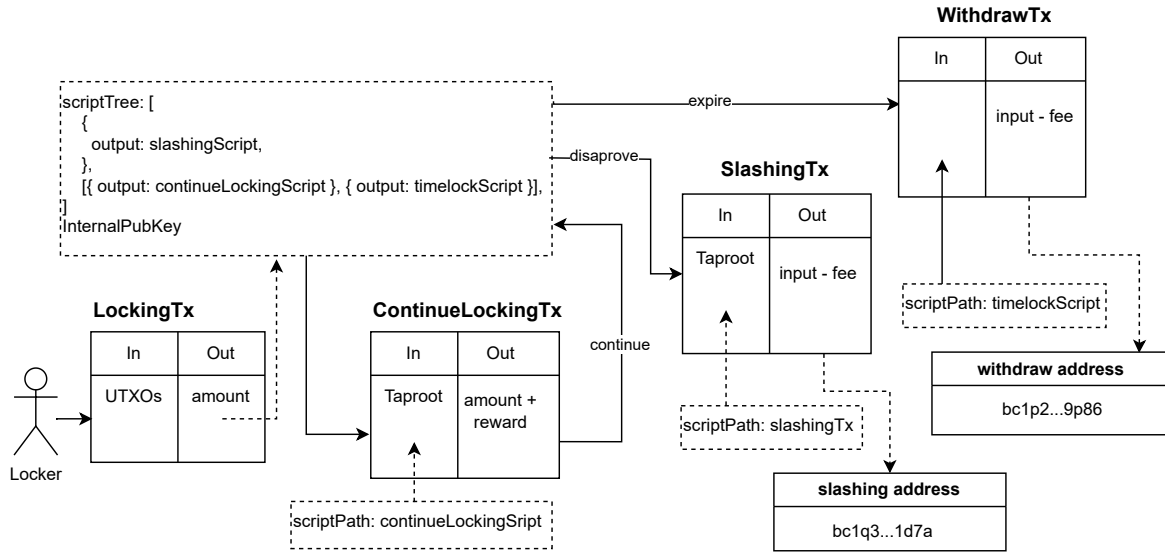 WithdrawTx
In
Out
input - fee
scriptPath: timelockScript
withdraw address
bc1p2...9p86
scriptTree: [
{
output: slashingScript,
},
[{ output: continueLockingScript }, { output: timelockScript }],
]
InternalPubKey
expire
disaprove
continue
SlashingTx
In
Out
Taproot
input - fee
scriptPath: slashingTx
slashing address
bc1q3...1d7a
LockingTx
In
Out
UTXOs
amount
Locker
ContinueLockingTx
In
Out
Taproot
amount +
reward
scriptPath: continueLockingSript